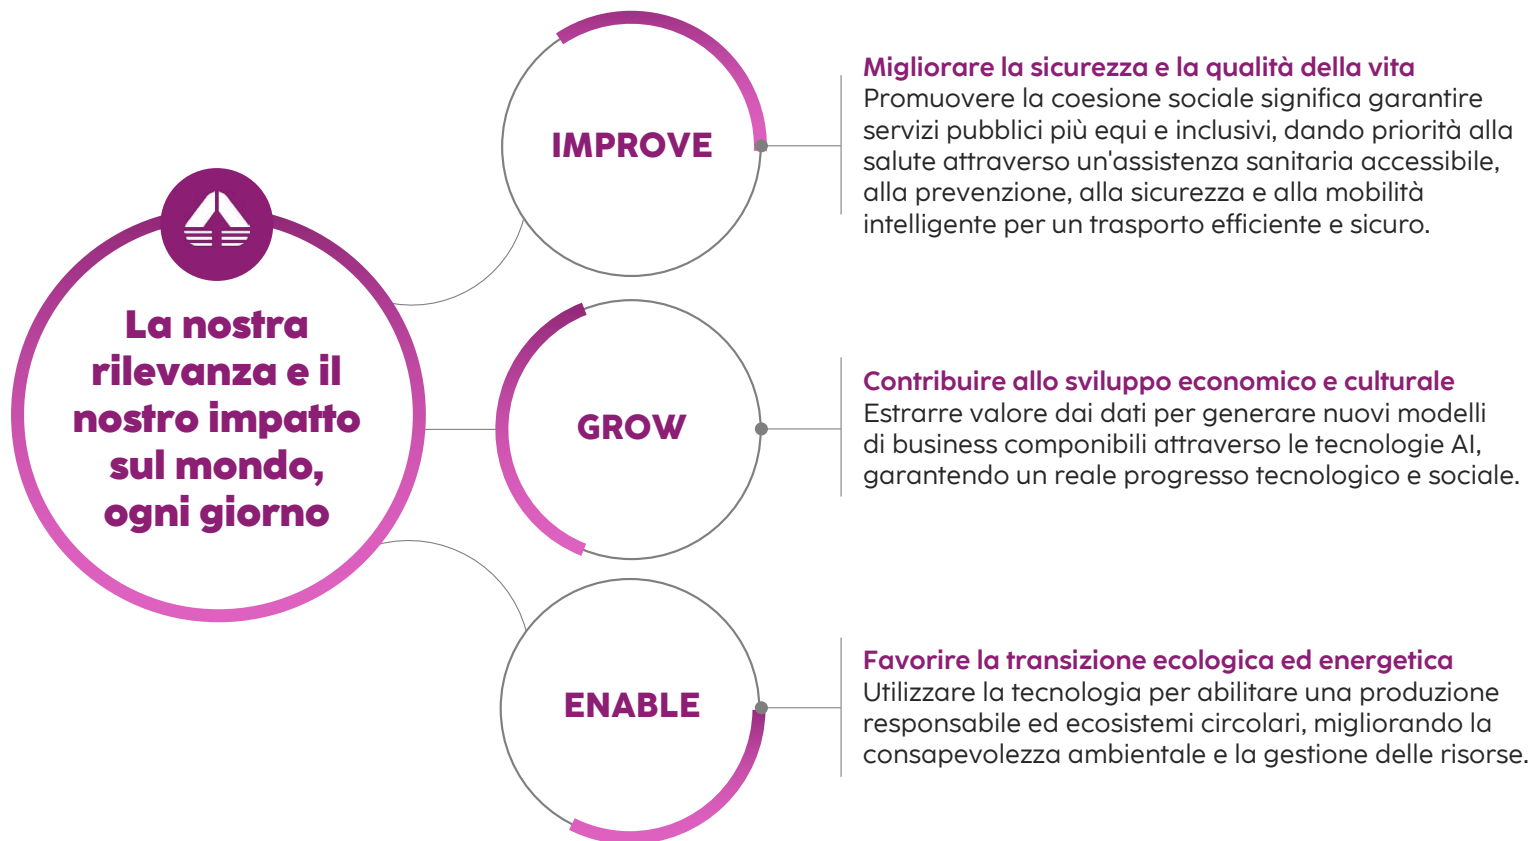 La nostra
rilevanza e il
nostro impatto
sul mondo,
ogni giorno
IMPROVE
Migliorare la sicurezza e la qualità della vita
Promuovere la coesione sociale significa garantire
servizi pubblici più equi e inclusivi, dando priorità alla
salute attraverso un'assistenza sanitaria accessibile,
alla prevenzione, alla sicurezza e alla mobilità
intelligente per un trasporto efficiente e sicuro.
GROW
Contribuire allo sviluppo economico e culturale
Estrarre valore dai dati per generare nuovi modelli
di business componibili attraverso le tecnologie AI,
garantendo un reale progresso tecnologico e sociale.
ENABLE
Favorire la transizione ecologica ed energetica
Utilizzare la tecnologia per abilitare una produzione
responsabile ed ecosistemi circolari, migliorando la
consapevolezza ambientale e la gestione delle risorse.